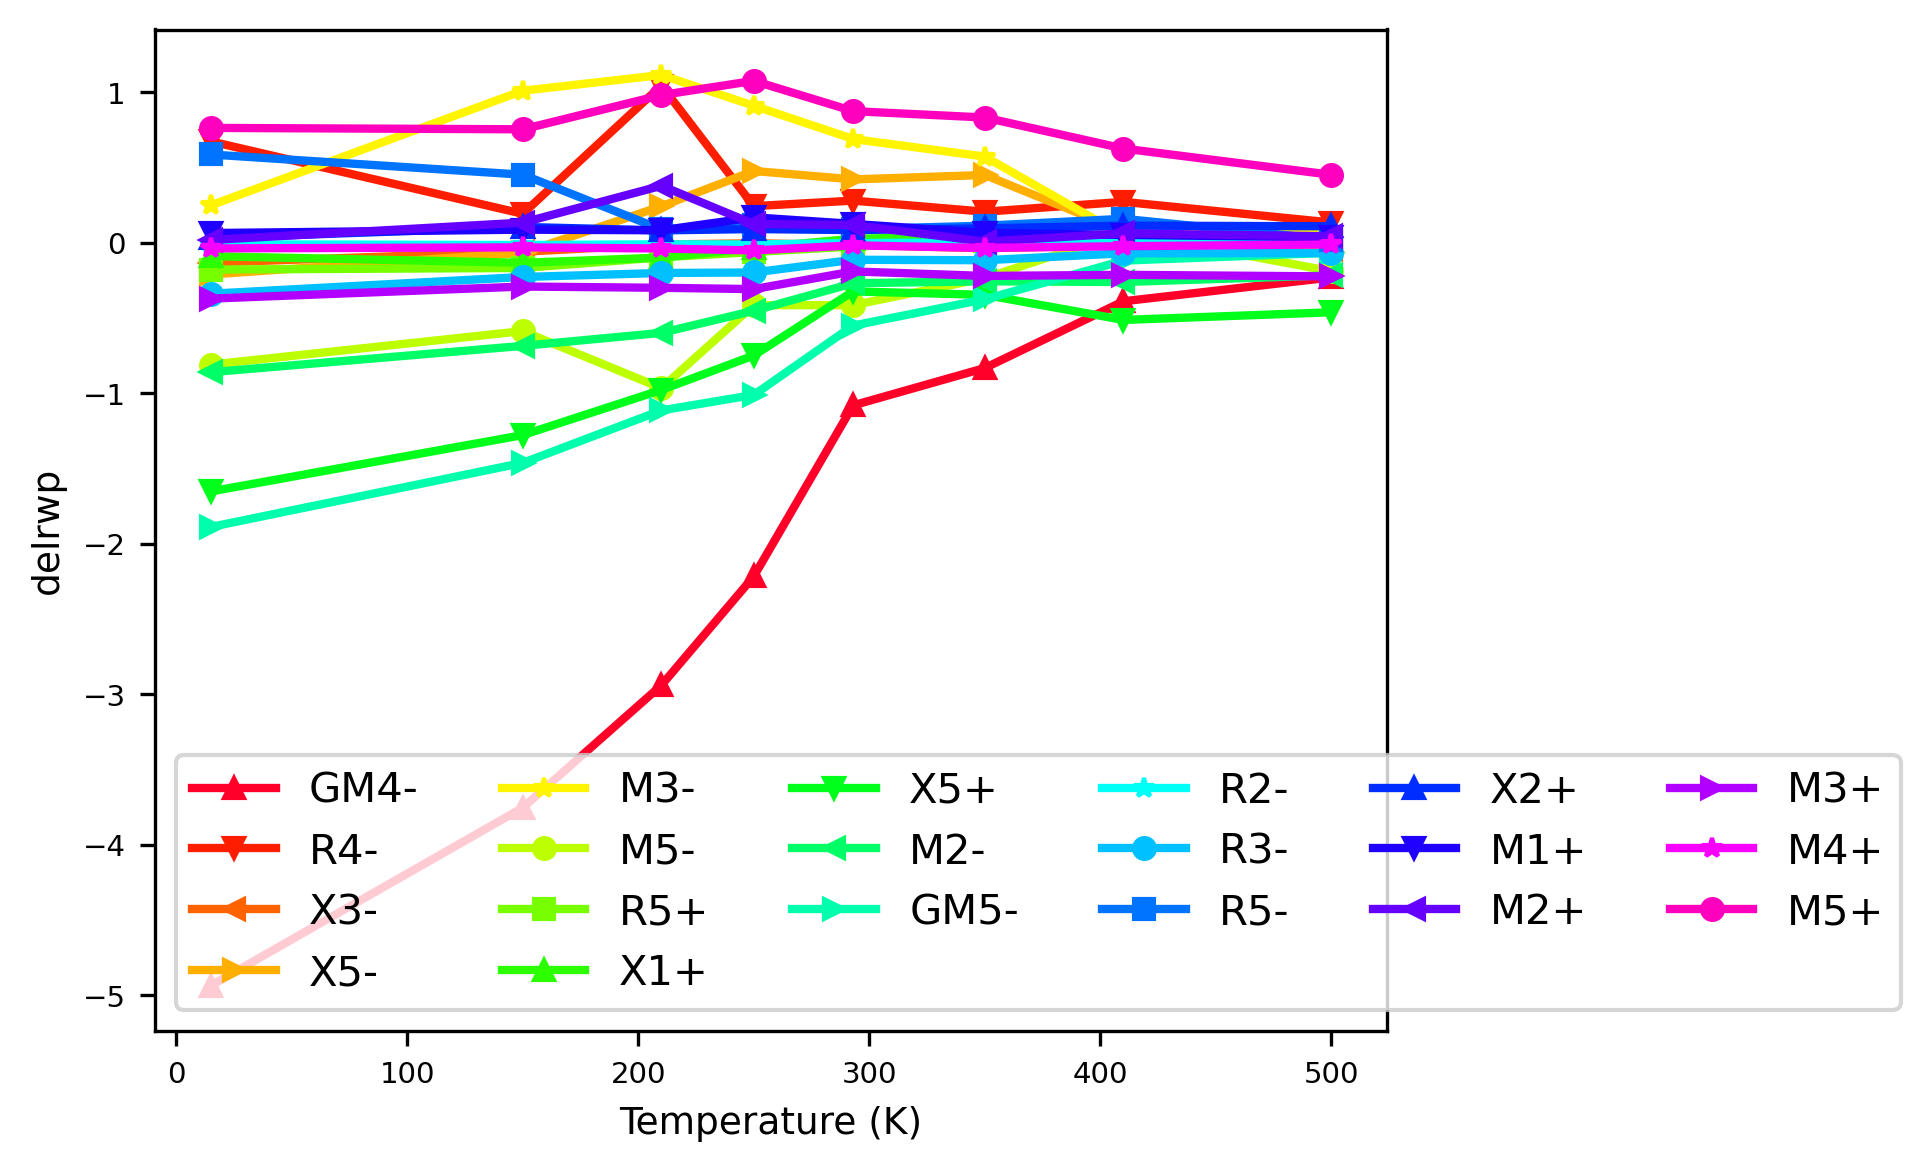 1
0
−1
−2
−3
−4
−5
delrwp
GM4- M3- X5+ R2- X2+ M3+
R4- M5- M2- R3- M1+ M4+
X3- R5+ GM5- R5- M2+ M5+
X5- X1+
0 100 200 300 400 500
Temperature (K)